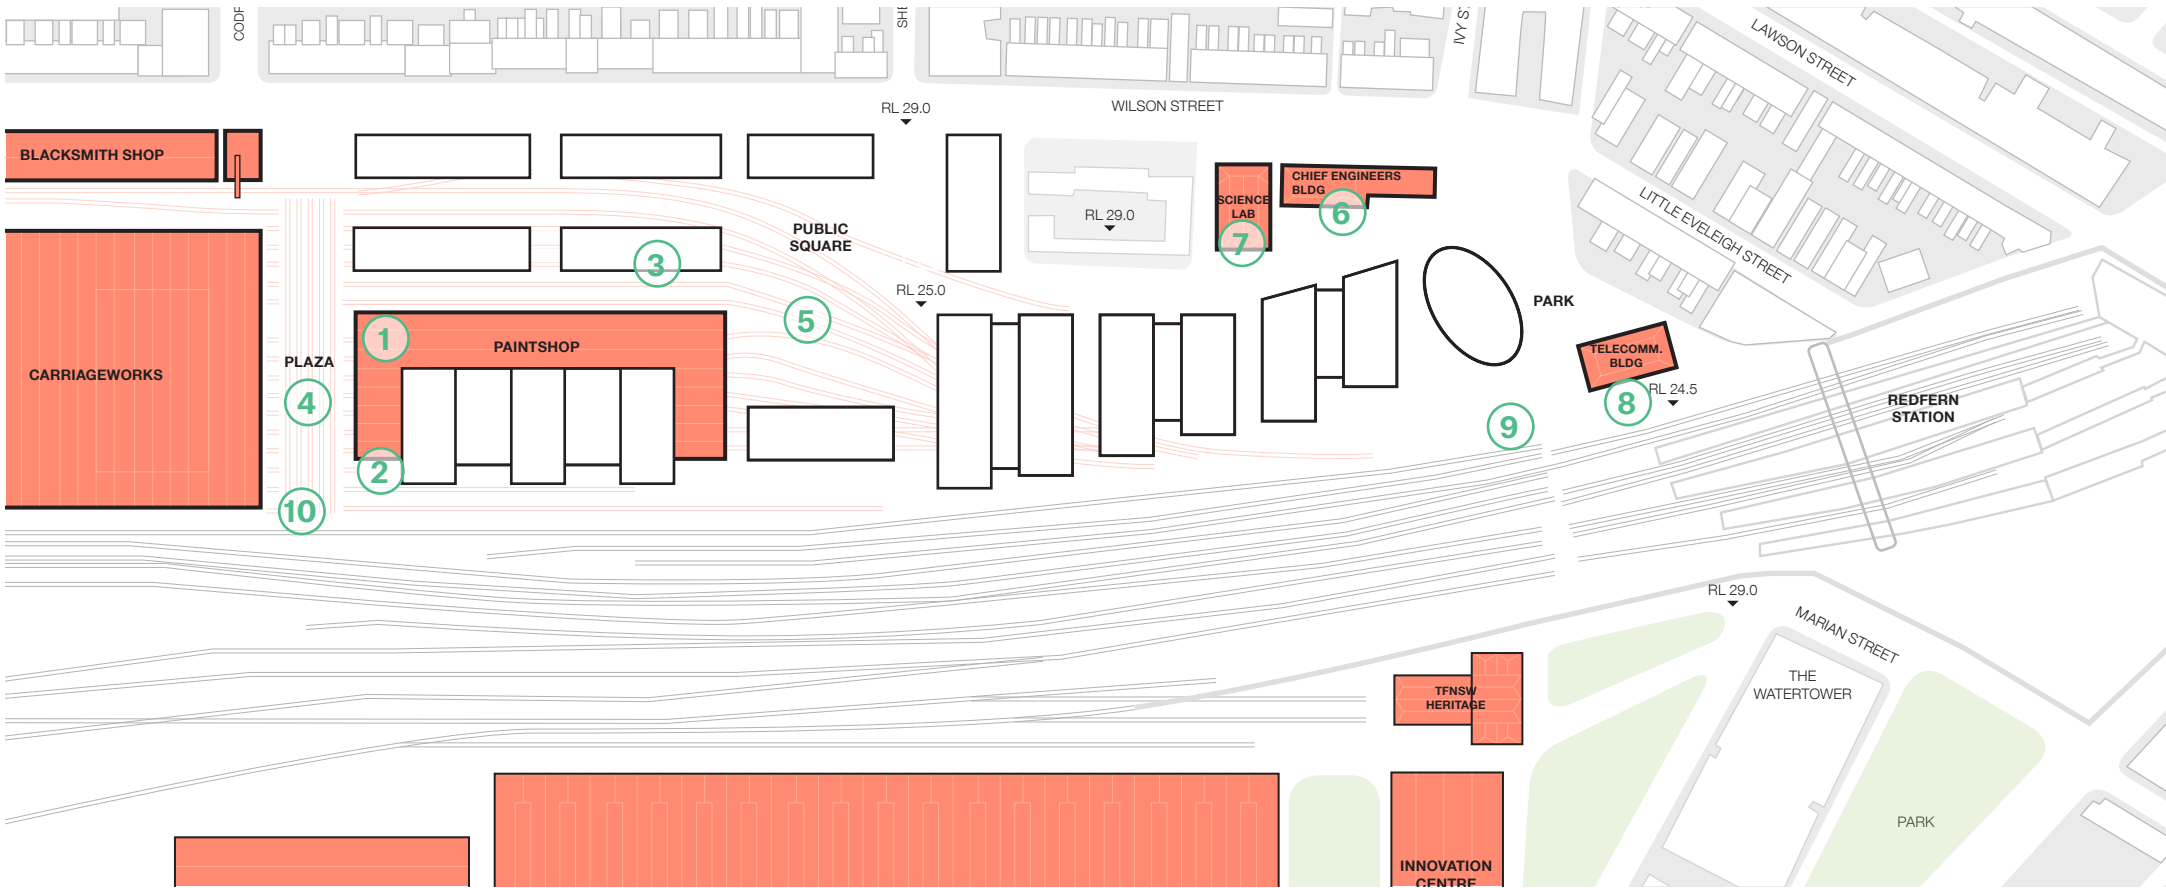 CODF
SHE
IVY ST
LAWSON STREET
WILSON STREET
RL 29.0
BLACKSMITH SHOP
CHIEF ENGINEERS
BLDG
SCIENCE
LAB
6
7
RL 29.0
LITTLE EVELEIGH STREET
PUBLIC
SQUARE
3
RL 25.0
PARK
5
1
PAINTSHOP
PLAZA
CARRIAGEWORKS
TELECOMM.
BLDG
RL 24.5
4
8
9
REDFERN
STATION
2
10
RL 29.0
MARIAN STREET
THE
WATERTOWER
TFNSW
HERITAGE
PARK
INNOVATION
CENTRE